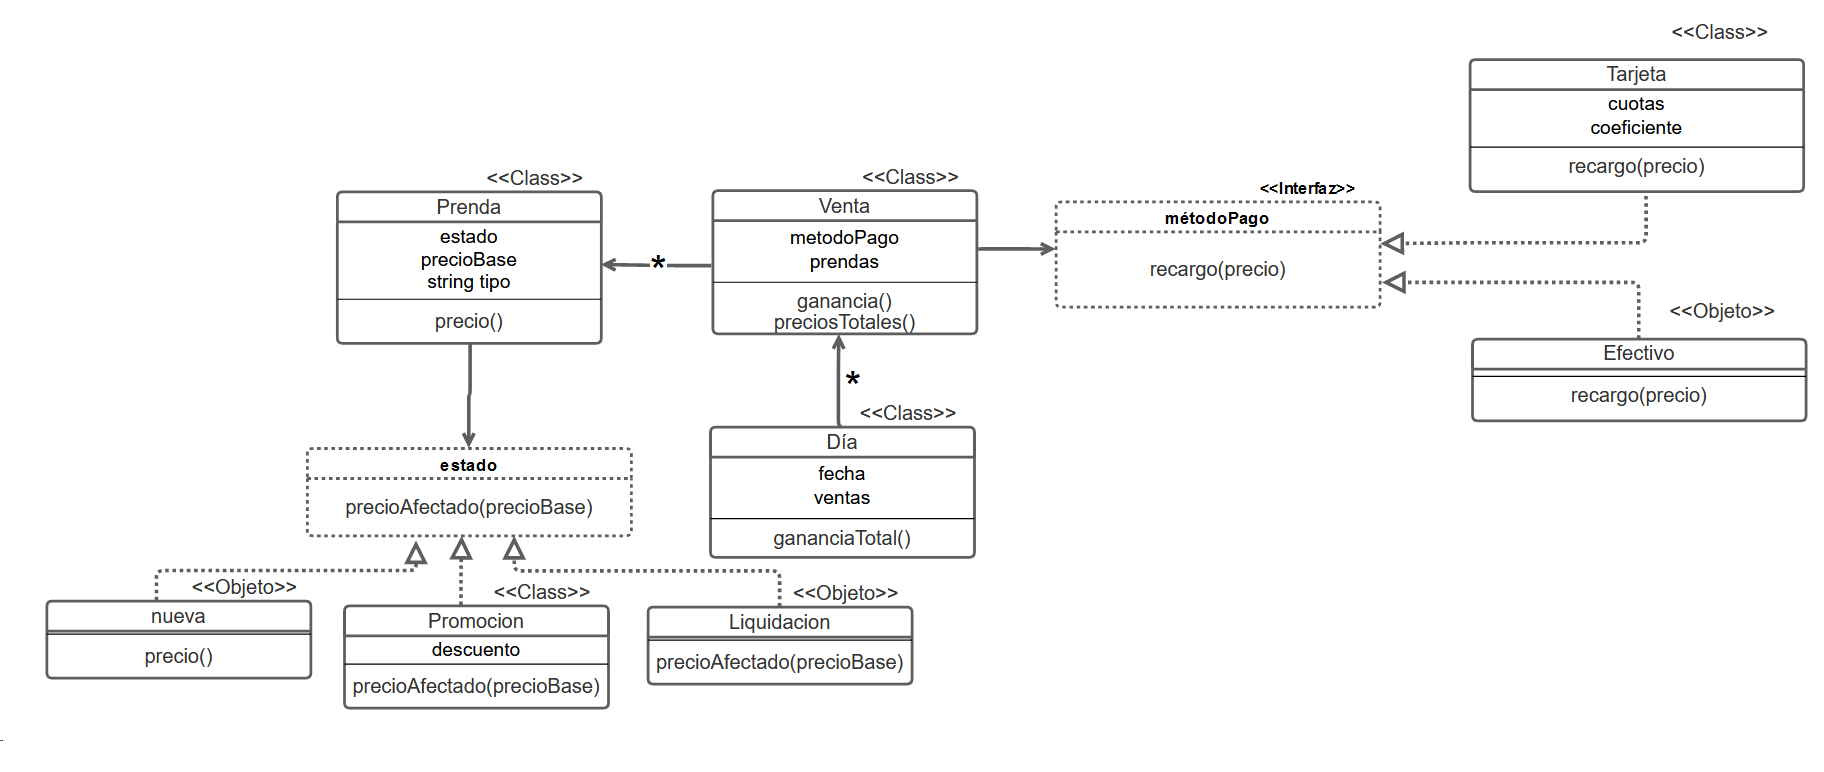 <<Class>>
Tarjeta
cuotas
coeficiente
recargo(precio)
<<Class>>
Prenda
estado
precioBase
string tipo
precio()
<<Class>>
Venta
metodoPago
prendas
ganancia()
preciosTotales()
<<Interfaz>>
métodoPago
recargo(precio)
*
<<Objeto>>
Efectivo
recargo(precio)
*
<<Class>>
Día
fecha
ventas
gananciaTotal()
estado
precioAfectado(precioBase)
<<Objeto>>
nueva
precio()
<<Class>>
Promocion
descuento
precioAfectado(precioBase)
<<Objeto>>
Liquidacion
precioAfectado(precioBase)